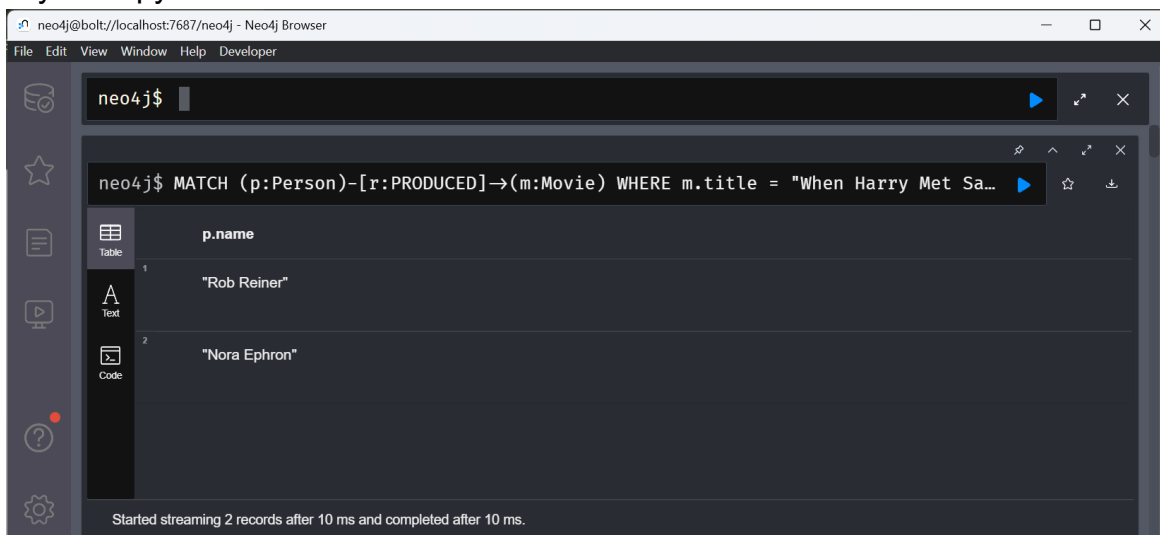 neo4j@bolt://localhost:7687/neo4j - Neo4j Browser
File Edit View Window Help Developer
neo4j$
neo4j$ MATCH (p:Person)-[r:PRODUCED]→(m:Movie) WHERE m.title = "When Harry Met Sa…
Table
p.name
1
"Rob Reiner"
Text
2
"Nora Ephron"
Code
Started streaming 2 records after 10 ms and completed after 10 ms.